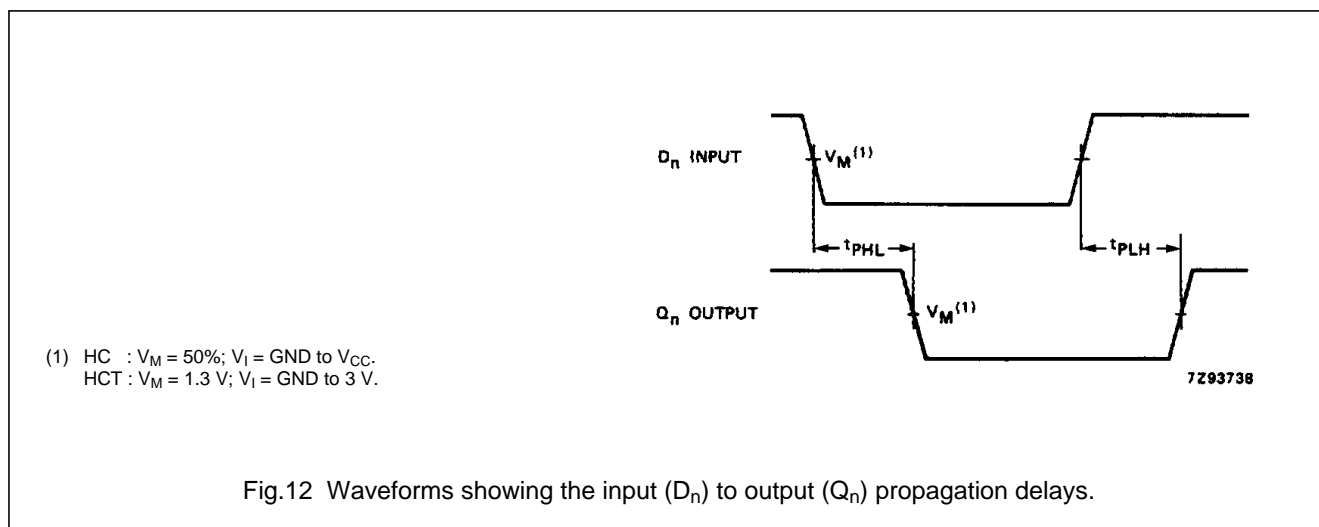 Dn INPUT
VM(1)
tPHL
tPLH
Qn OUTPUT
VM(1)
7Z93738
(1) HC : VM = 50%; VI = GND to VCC.
HCT : VM = 1.3 V; VI = GND to 3 V.
Fig.12 Waveforms showing the input (Dn) to output (Qn) propagation delays.